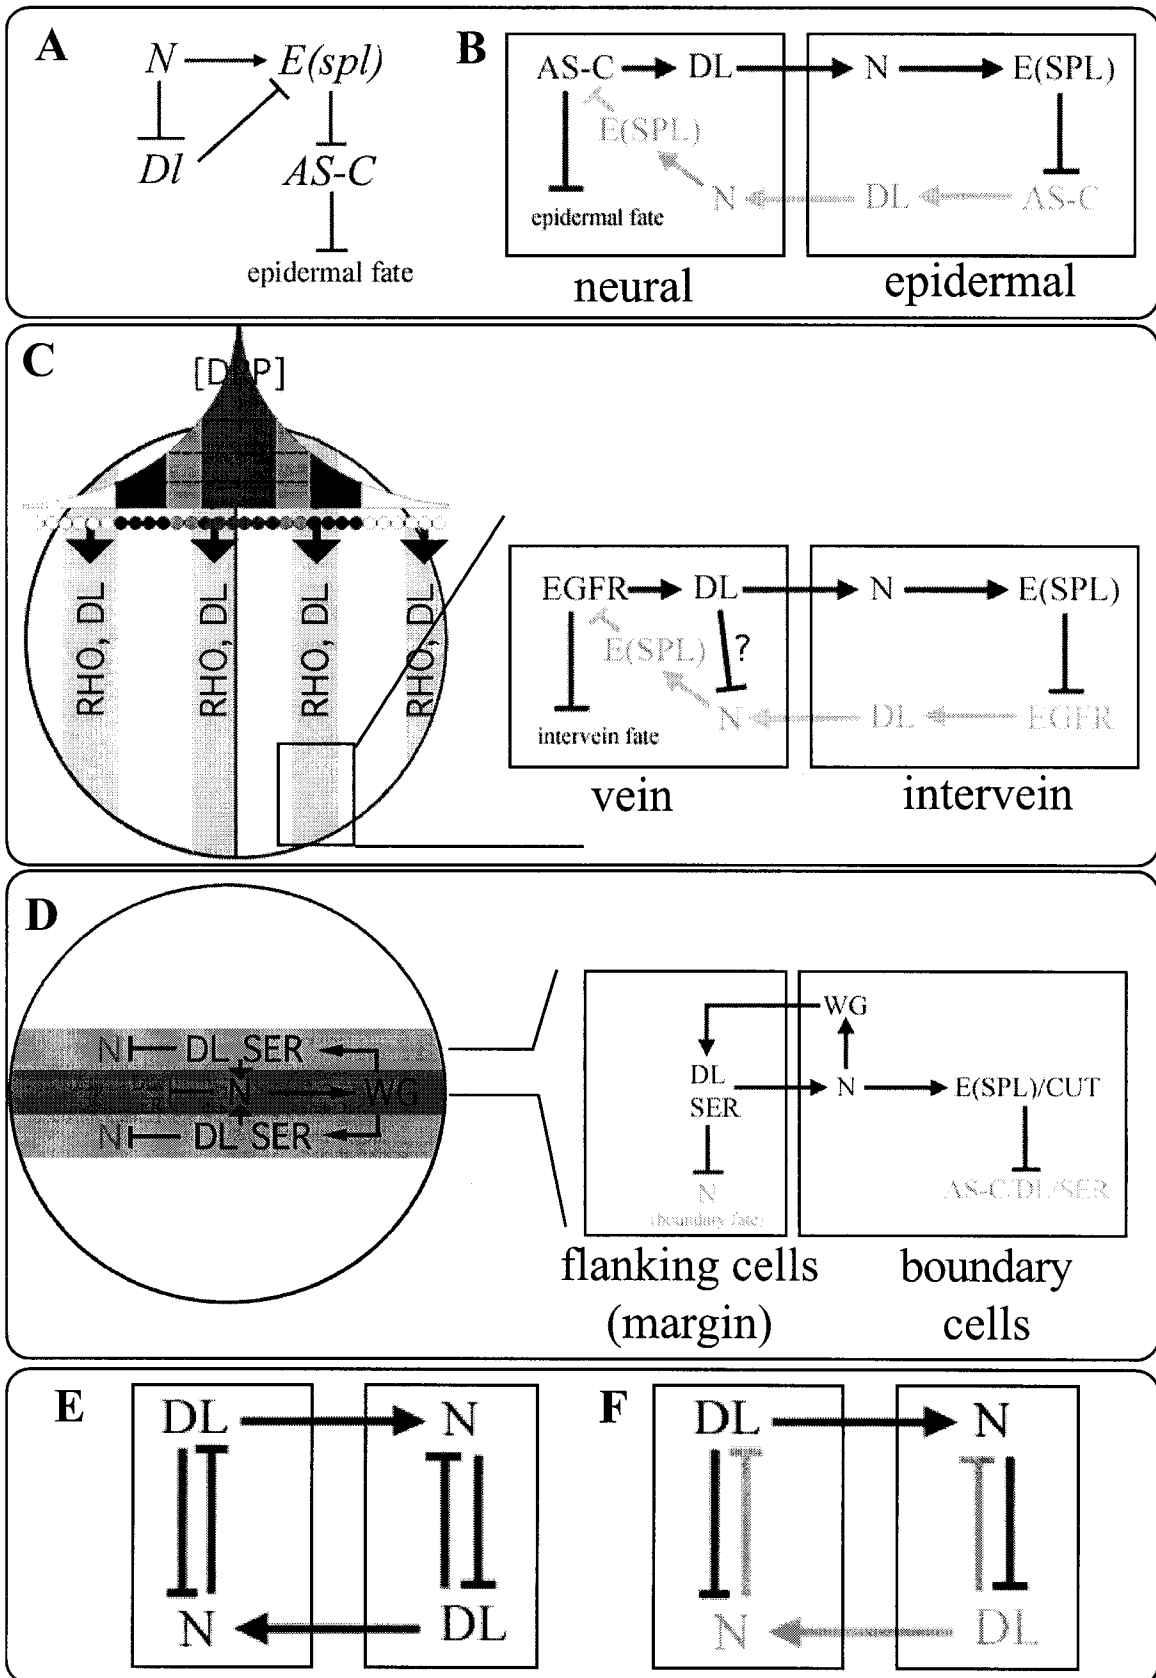 A
N E(spl)
Dl AS-C
epidermal fate
B
AS-C DL N E(SPL)
E(SPL)
N DL AS-C
epidermal fate
neural epidermal
C
[DPP]
RHO, DL RHO, DL RHO, DL RHO, DL
EGFR DL N E(SPL)
E(SPL) ?
N DL EGFR
intervein fate
vein intervein
D
N DL SER
N WG
N DL SER
WG
DL
SER N E(SPL)/CUT
N AS-C/DL/SER
(boundary fate)
flanking cells boundary
(margin) cells
E
DL N
N DL
F
DL N
N DL